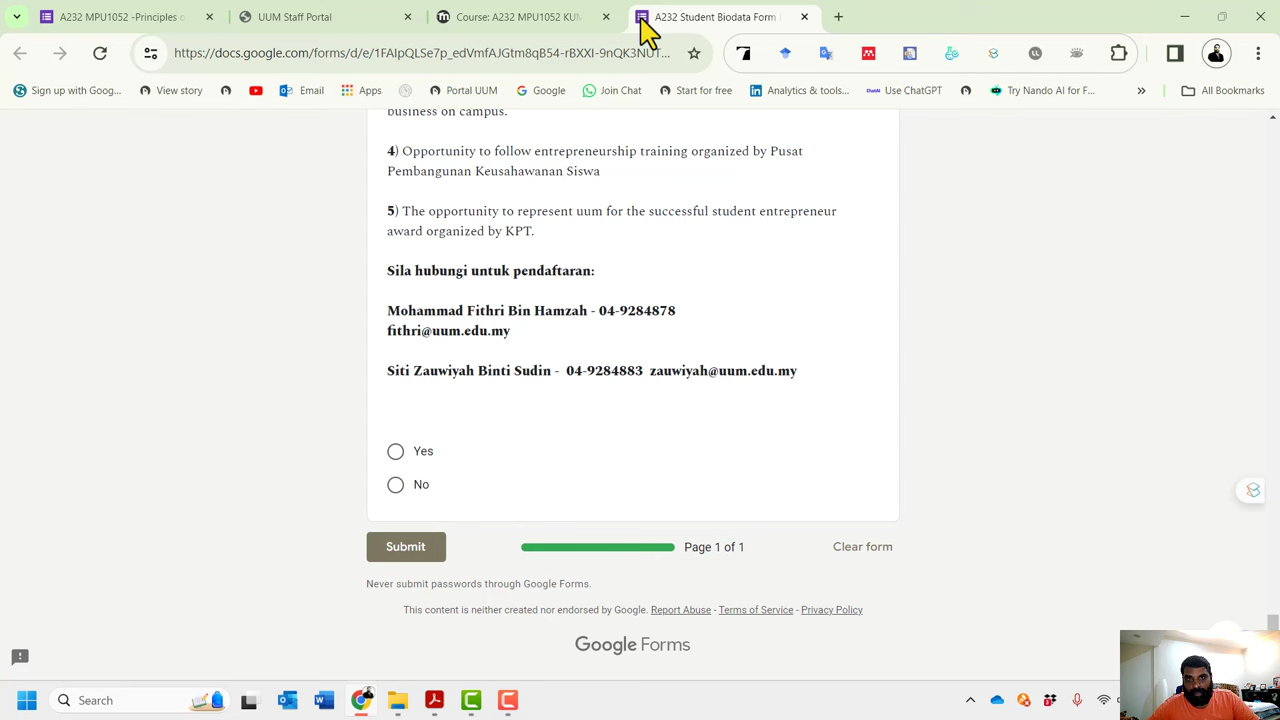 A232 MPU1052 -Principles o
UUM Staff Portal
Course: A232 MPU1052 KUM
A232 Student Biodata Form
https://docs.google.com/forms/d/e/1FAIpQLSe7p_edVmfAJGtm8qB54-rBXXI-9nQK3NUT...
Sign up with Goog...
View story
Email
Apps
Portal UUM
Google
Join Chat
Start for free
Analytics & tools...
ChatAI
Use ChatGPT
Try Nando AI for F...
All Bookmarks
business on campus.
4) Opportunity to follow entrepreneurship training organized by Pusat
Pembangunan Keusahawanan Siswa
5) The opportunity to represent uum for the successful student entrepreneur
award organized by KPT.
Sila hubungi untuk pendaftaran:
Mohammad Fithri Bin Hamzah - 04-9284878
fithri@uum.edu.my
Siti Zauwiyah Binti Sudin - 04-9284883 zauwiyah@uum.edu.my
Yes
No
Submit
Page 1 of 1
Clear form
Never submit passwords through Google Forms.
This content is neither created nor endorsed by Google. Report Abuse - Terms of Service - Privacy Policy
Google Forms
Search